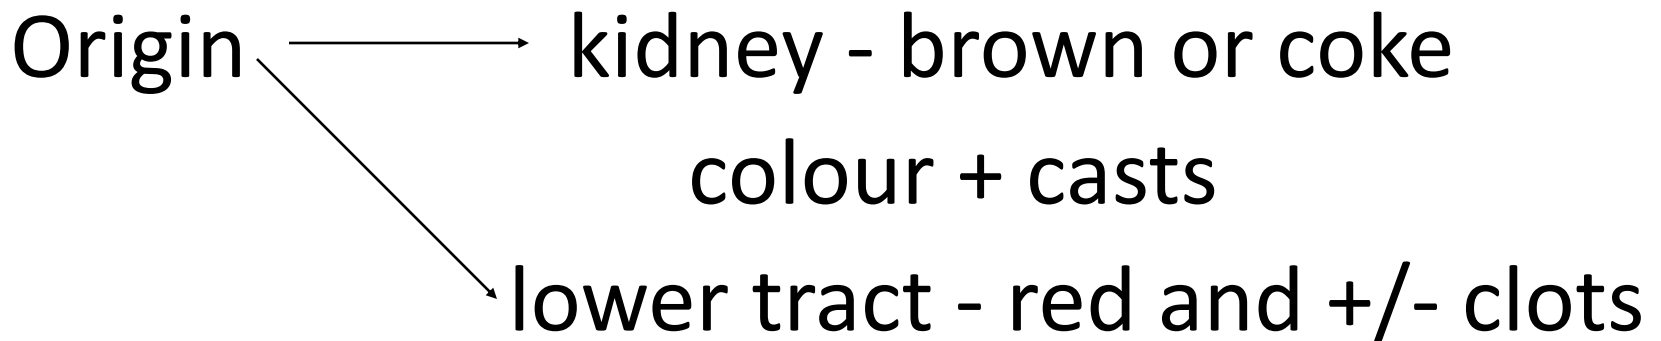 Origin kidney - brown or coke
colour + casts
lower tract - red and +/- clots